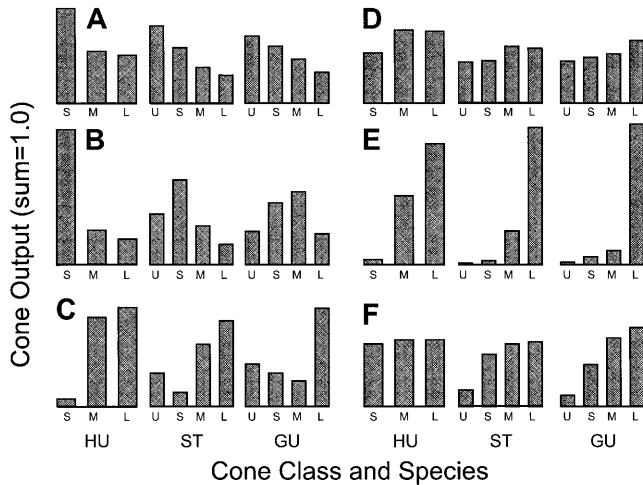 A
D
S M L U S M L U S M L
S M L U S M L U S M L
B
E
S M L U S M L U S M L
S M L U S M L U S M L
C
F
S M L U S M L U S M L
S M L U S M L U S M L
HU ST GU
HU ST GU
Cone Output (sum=1.0)
Cone Class and Species